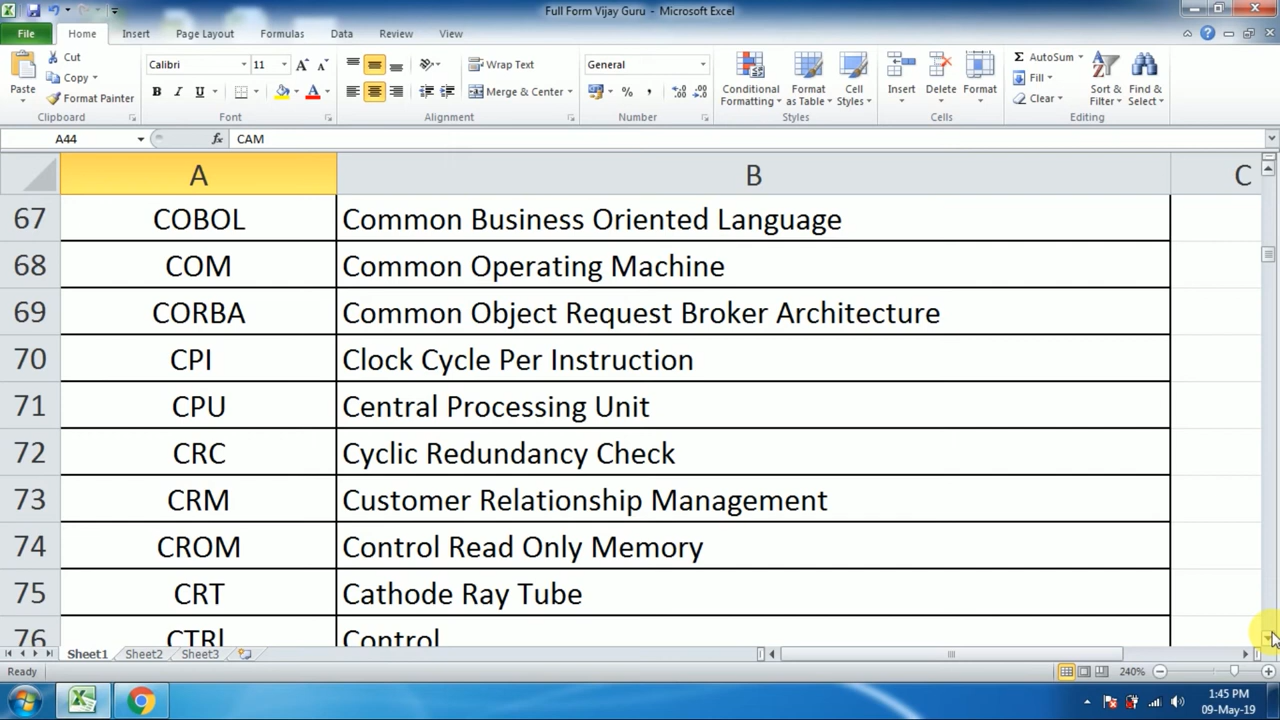 Full Form Vijay Guru - Microsoft Excel
File Home Insert Page Layout Formulas Data Review View
Paste
Cut
Copy
Format Painter
Clipboard
Calibri 11
B I U
Font
Wrap Text
Merge & Center
Alignment
General
%
Number
Conditional Formatting
Format as Table
Cell Styles
Styles
Insert
Delete
Format
Cells
AutoSum
Fill
Clear
Sort & Filter
Find & Select
Editing
A44 fx CAM
A B C
67 COBOL Common Business Oriented Language
68 COM Common Operating Machine
69 CORBA Common Object Request Broker Architecture
70 CPI Clock Cycle Per Instruction
71 CPU Central Processing Unit
72 CRC Cyclic Redundancy Check
73 CRM Customer Relationship Management
74 CROM Control Read Only Memory
75 CRT Cathode Ray Tube
76 CTRl Control
Sheet1 Sheet2 Sheet3
Ready 240%
1:45 PM
09-May-19